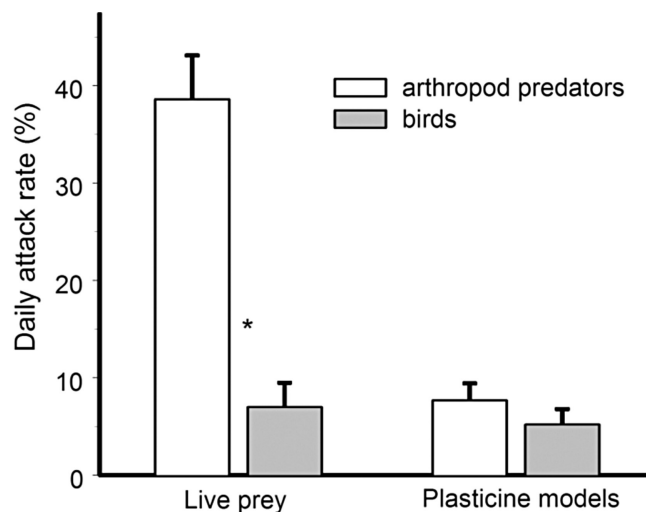 Daily attack rate (%)
40
30
20
10
0
arthropod predators
birds
*
Live prey
Plasticine models